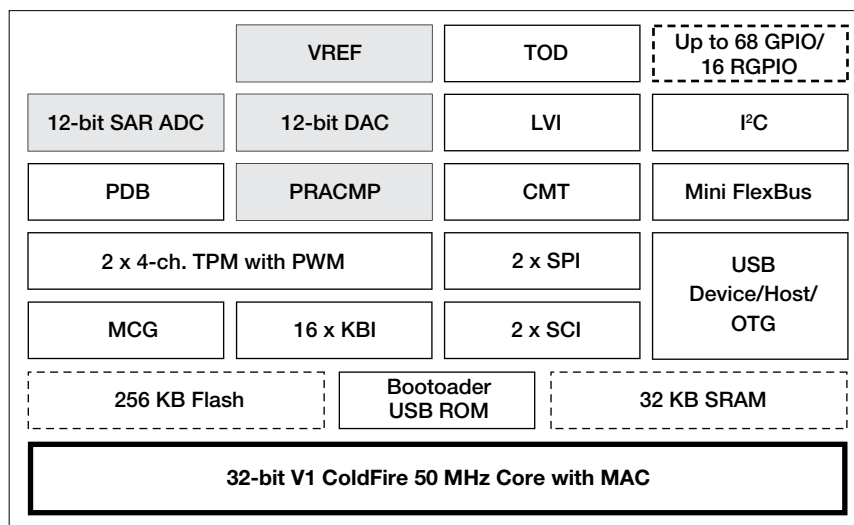 VREF
TOD
Up to 68 GPIO/
16 RGPIO
12-bit SAR ADC
12-bit DAC
LVI
I²C
PDB
PRACMP
CMT
Mini FlexBus
2 x 4-ch. TPM with PWM
2 x SPI
USB
Device/Host/
OTG
MCG
16 x KBI
2 x SCI
256 KB Flash
Bootoader
USB ROM
32 KB SRAM
32-bit V1 ColdFire 50 MHz Core with MAC